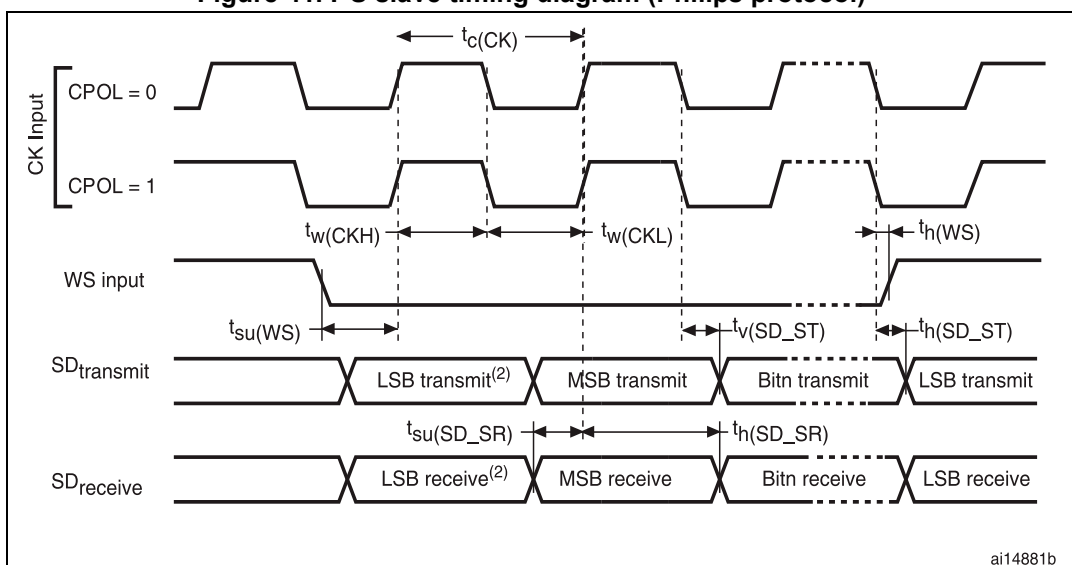 Figure slave timing diagram (Philips protocol)
tc(CK)
CK Input
CPOL = 0
CPOL = 1
tw(CKH)
tw(CKL)
th(WS)
WS input
tsu(WS)
tv(SD_ST)
th(SD_ST)
SDtransmit
LSB transmit(2)
MSB transmit
Bitn transmit
LSB transmit
tsu(SD_SR)
th(SD_SR)
SDreceive
LSB receive(2)
MSB receive
Bitn receive
LSB receive
ai14881b